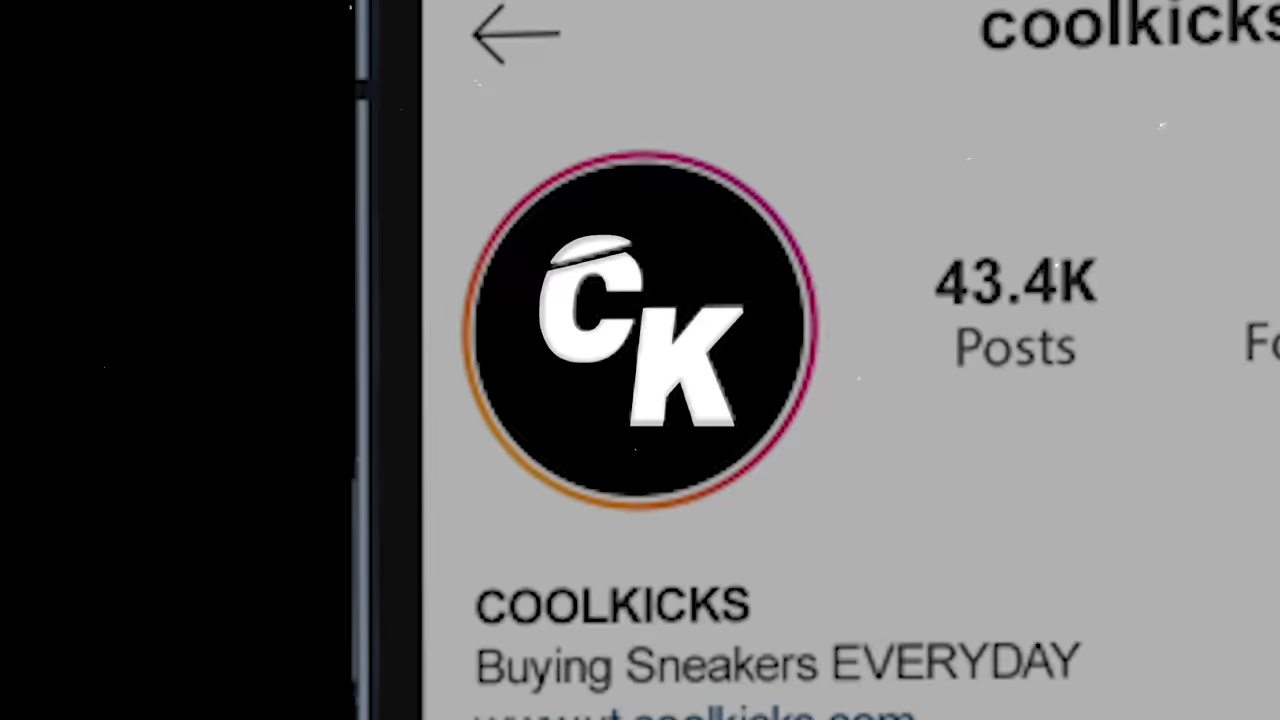 coolkicks
CK
43.4K
Posts
COOLKICKS
Buying Sneakers EVERYDAY